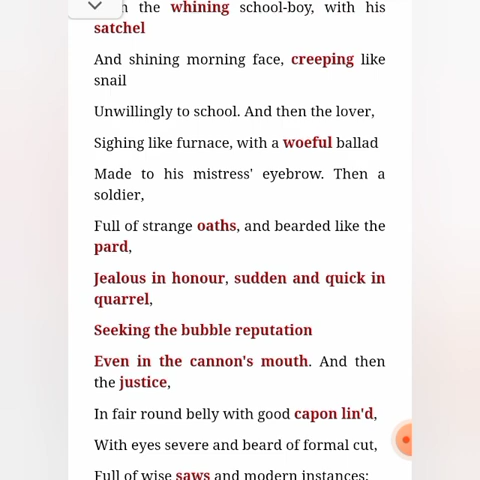 the whining school-boy, with his
satchel
And shining morning face, creeping like
snail
Unwillingly to school. And then the lover,
Sighing like furnace, with a woeful ballad
Made to his mistress' eyebrow. Then a
soldier,
Full of strange oaths, and bearded like the
pard,
Jealous in honour, sudden and quick in
quarrel,
Seeking the bubble reputation
Even in the cannon's mouth. And then
the justice,
In fair round belly with good capon lin'd,
With eyes severe and beard of formal cut,
Full of wise saws and modern instances;